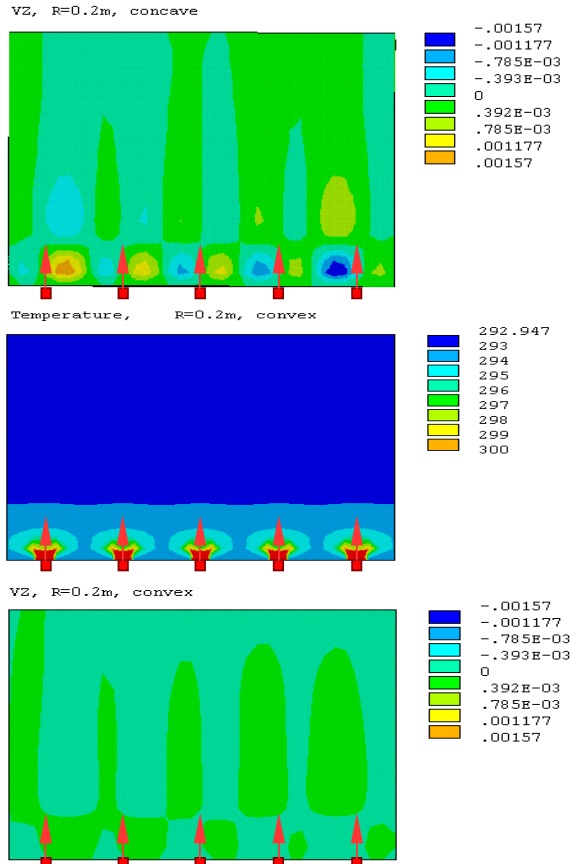 VZ, R=0.2m, concave
-.00157
-.001177
-.785E-03
-.393E-03
0
.392E-03
.785E-03
.001177
.00157
Temperature, R=0.2m, convex
292.947
293
294
295
296
297
298
299
300
VZ, R=0.2m, convex
-.00157
-.001177
-.785E-03
-.393E-03
0
.392E-03
.785E-03
.001177
.00157